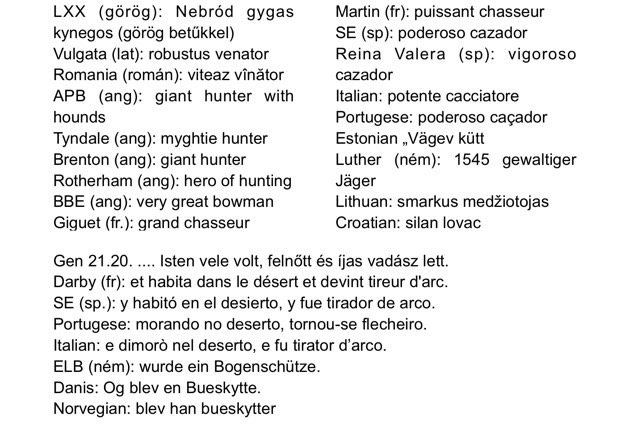 LXX (görög): Nebród gygas
kynegos (görög betűkkel)
Vulgata (lat): robustus venator
Romania (román): viteaz vînător
APB (ang): giant hunter with
hounds
Tyndale (ang): myghtie hunter
Brenton (ang): giant hunter
Rotherham (ang): hero of hunting
BBE (ang): very great bowman
Giguet (fr.): grand chasseur
Martin (fr): puissant chasseur
SE (sp): poderoso cazador
Reina Valera (sp): vigoroso
cazador
Italian: potente cacciatore
Portugese: poderoso caçador
Estonian „Vägev kütt
Luther (ném): 1545 gewaltiger
Jäger
Lithuan: smarkus medžiotojas
Croatian: silan lovac
Gen 21.20. .... Isten vele volt, felnőtt és íjas vadász lett.
Darby (fr): et habita dans le désert et devint tireur d'arc.
SE (sp.): y habitó en el desierto, y fue tirador de arco.
Portugese: morando no deserto, tornou-se flecheiro.
Italian: e dimorò nel deserto, e fu tirator d’arco.
ELB (ném): wurde ein Bogenschütze.
Danis: Og blev en Bueskytte.
Norvegian: blev han bueskytter